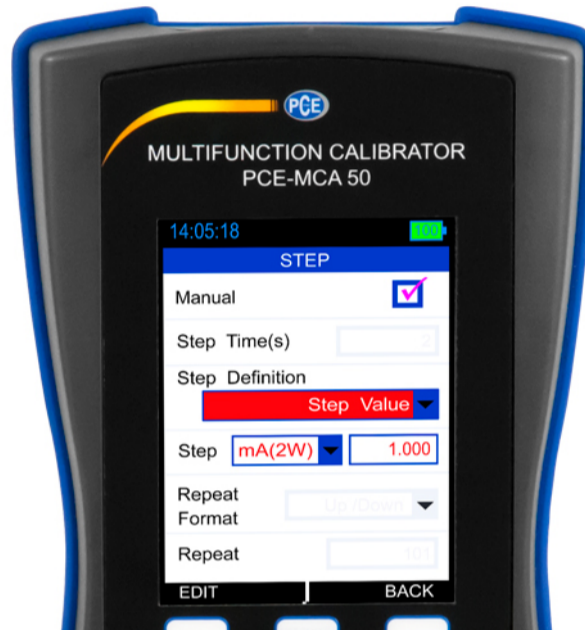 PCE
MULTIFUNCTION CALIBRATOR
PCE-MCA 50
14:05:18 100
STEP
Manual
Step Time(s) 2
Step Definition
Step Value
Step mA(2W) 1.000
Repeat
Format Up /Down
Repeat 101
EDIT BACK